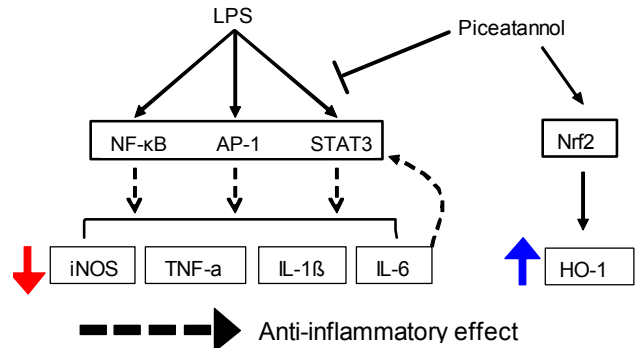 LPS
Piceatannol
NF-κB AP-1 STAT3
Nrf2
iNOS TNF-a IL-1ß IL-6
HO-1
Anti-inflammatory effect